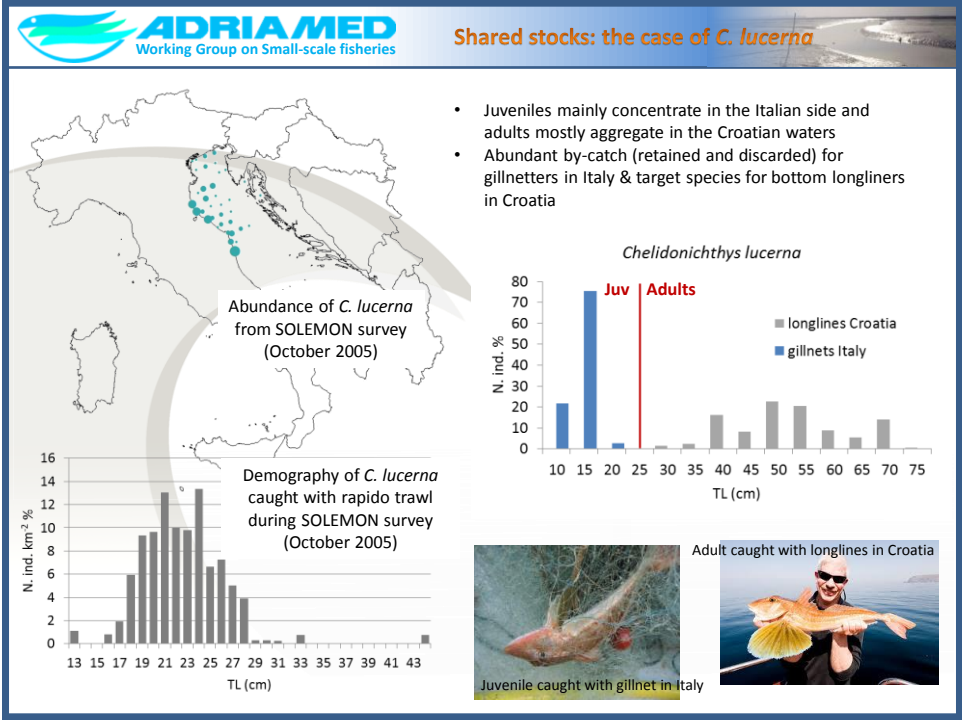 ADRIAMED
Working Group on Small-scale fisheries
Shared stocks: the case of C. lucerna
• Juveniles mainly concentrate in the Italian side and
adults mostly aggregate in the Croatian waters
• Abundant by-catch (retained and discarded) for
gillnetters in Italy & target species for bottom longliners
in Croatia
Abundance of C. lucerna
from SOLEMON survey
(October 2005)
Chelidonichthys lucerna
80
70
60
50
40
30
20
10
0
N. ind. %
Juv
Adults
longlines Croatia
gillnets Italy
10 15 20 25 30 35 40 45 50 55 60 65 70 75
TL (cm)
Demography of C. lucerna
caught with rapido trawl
during SOLEMON survey
(October 2005)
16
14
12
10
8
6
4
2
0
N. ind. km⁻² %
13 15 17 19 21 23 25 27 29 31 33 35 37 39 41 43
TL (cm)
Adult caught with longlines in Croatia
Juvenile caught with gillnet in Italy